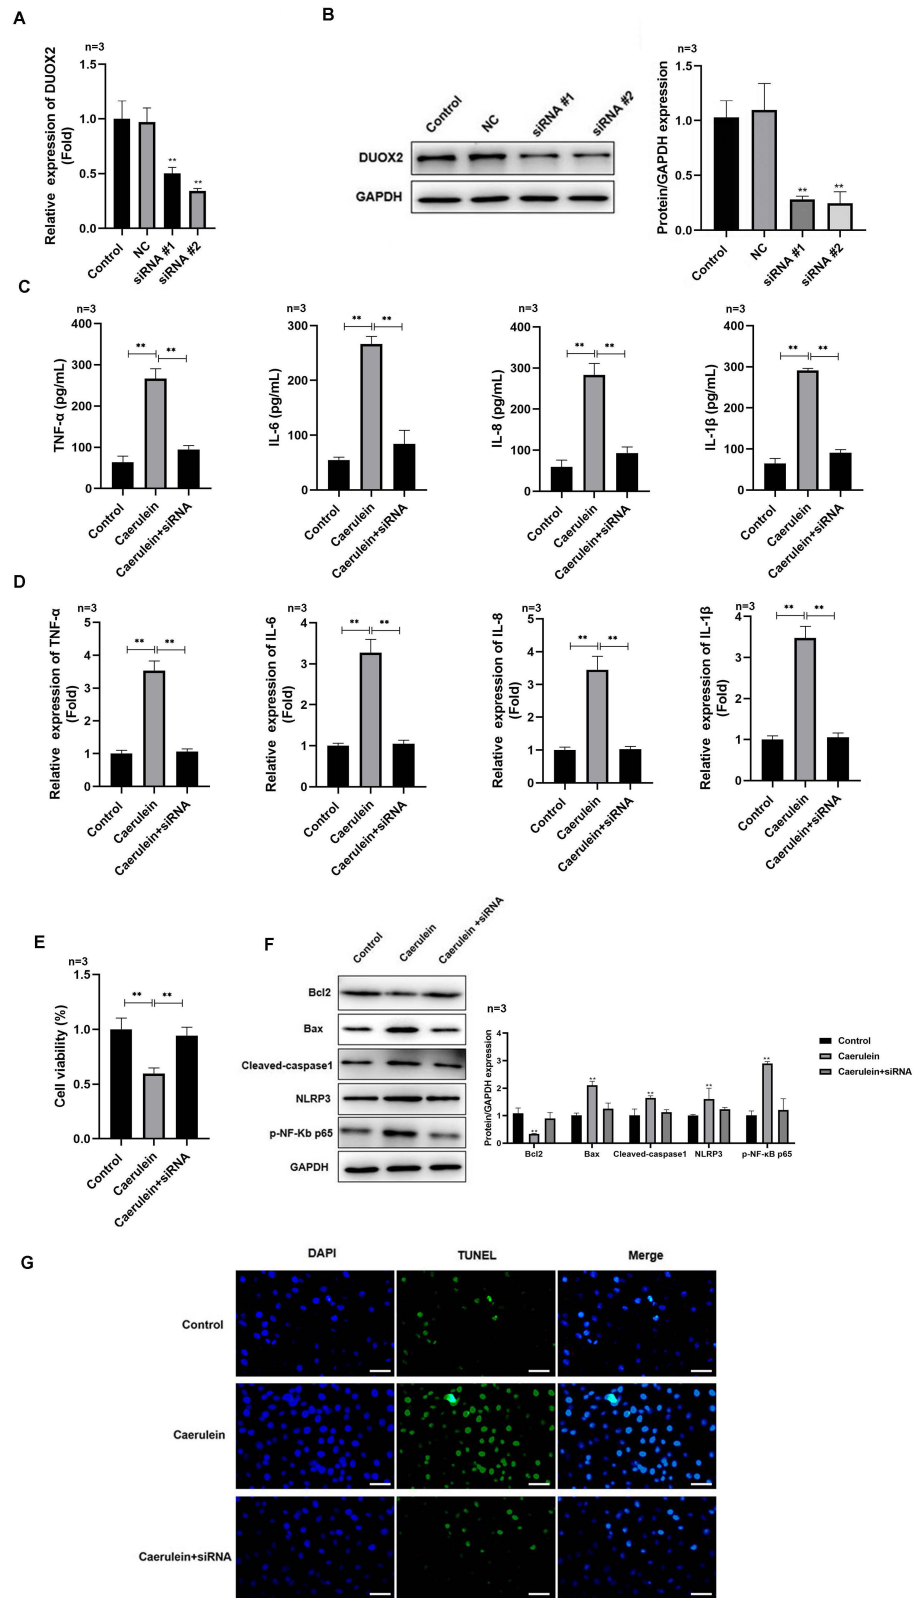 A
n=3
Relative expression of DUOX2
(Fold)
1.5
1.0
0.5
0.0
Control
NC
siRNA #1
siRNA #2
**
**
B
Control
NC
siRNA #1
siRNA #2
DUOX2
GAPDH
n=3
Protein/GAPDH expression
1.5
1.0
0.5
0.0
**
**
Control
NC
siRNA #1
siRNA #2
C
n=3
TNF-α (pg/mL)
400
300
200
100
0
**
**
Control
Caerulein
Caerulein+siRNA
n=3
IL-6 (pg/mL)
300
200
100
0
**
**
Control
Caerulein
Caerulein+siRNA
n=3
IL-8 (pg/mL)
400
300
200
100
0
**
**
Control
Caerulein
Caerulein+siRNA
n=3
IL-1β (pg/mL)
400
300
200
100
0
**
**
Control
Caerulein
Caerulein+siRNA
D
n=3
Relative expression of TNF-α
(Fold)
5
4
3
2
1
0
**
**
Control
Caerulein
Caerulein+siRNA
n=3
Relative expression of IL-6
(Fold)
4
3
2
1
0
**
**
Control
Caerulein
Caerulein+siRNA
n=3
Relative expression of IL-8
(Fold)
5
4
3
2
1
0
**
**
Control
Caerulein
Caerulein+siRNA
n=3
Relative expression of IL-1β
(Fold)
4
3
2
1
0
**
**
Control
Caerulein
Caerulein+siRNA
E
n=3
Cell viability (%)
1.5
1.0
0.5
0.0
**
**
Control
Caerulein
Caerulein+siRNA
F
Control
Caerulein
Caerulein +siRNA
Bcl2
Bax
Cleaved-caspase1
NLRP3
p-NF-Kb p65
GAPDH
n=3
Protein/GAPDH expression
4
3
2
1
0
**
**
**
**
**
Bcl2
Bax
Cleaved-caspase1
NLRP3
p-NF-κB p65
Control
Caerulein
Caerulein+siRNA
G
DAPI
TUNEL
Merge
Control
Caerulein
Caerulein+siRNA